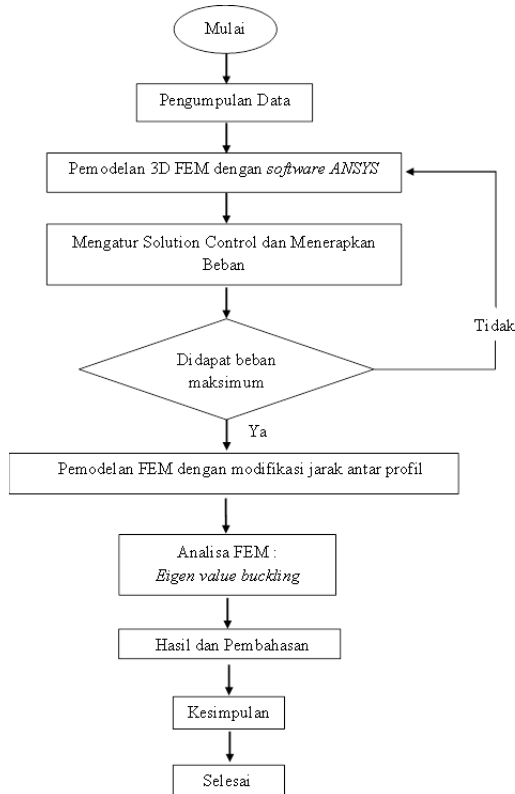 Mulai
Pengumpulan Data
Pemodelan 3D FEM dengan software ANSYS
Mengatur Solution Control dan Menerapkan
Beban
Tidak
Didapat beban
maksimum
Ya
Pemodelan FEM dengan modifikasi jarak antar profil
Analisa FEM :
Eigen value buckling
Hasil dan Pembahasan
Kesimpulan
Selesai